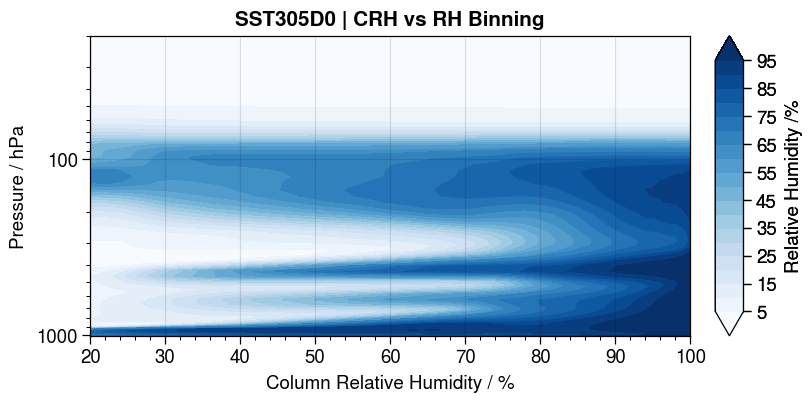 SST305D0 | CRH vs RH Binning
Pressure / hPa
100
1000
20 30 40 50 60 70 80 90 100
Column Relative Humidity / %
95
85
75
65
55
45
35
25
15
5
Relative Humidity /%